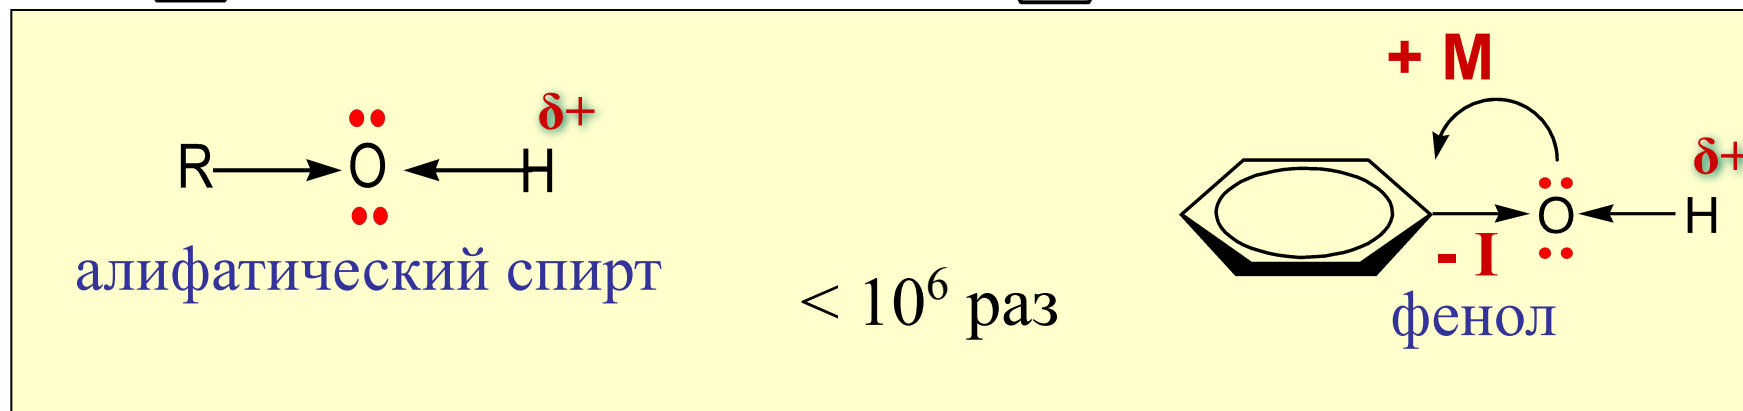 + M
δ+
R O H
δ+
O H
- I
алифатический спирт
< 10⁶ раз
фенол